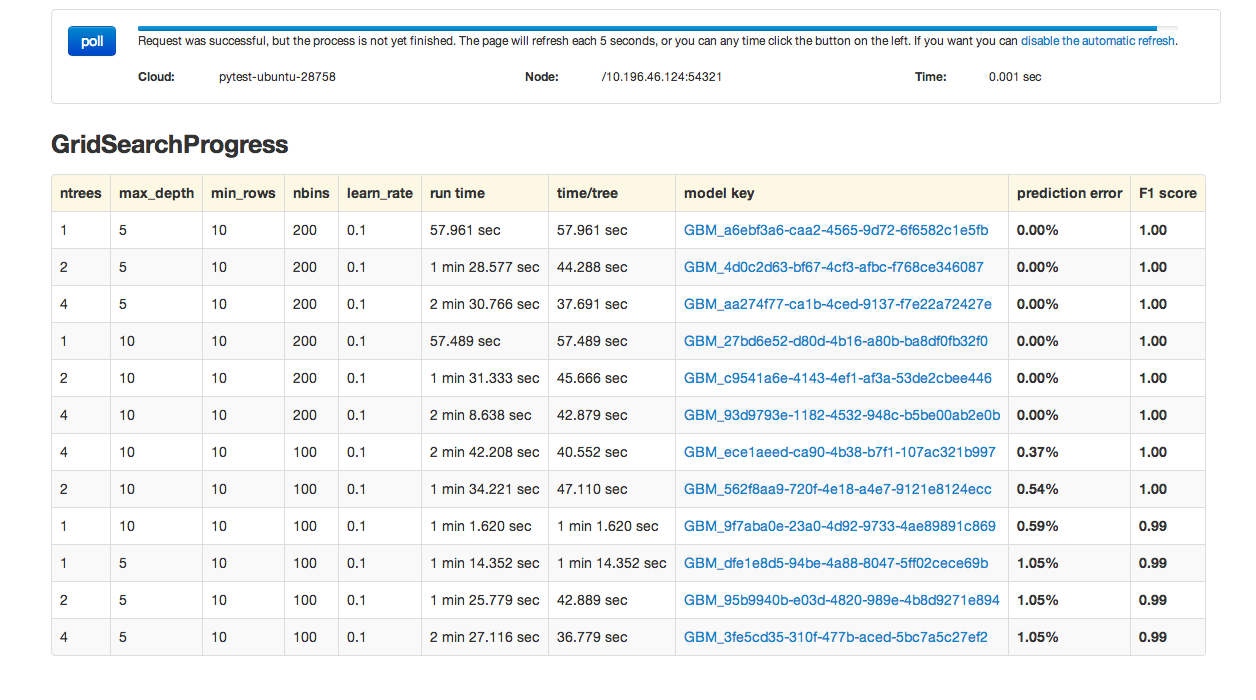 poll
Request was successful, but the process is not yet finished. The page will refresh each 5 seconds, or you can any time click the button on the left. If you want you can disable the automatic refresh.
Cloud: pytest-ubuntu-28758 Node: /10.196.46.124:54321 Time: 0.001 sec
GridSearchProgress
ntrees max_depth min_rows nbins learn_rate run time time/tree model key prediction error F1 score
1 5 10 200 0.1 57.961 sec 57.961 sec GBM_a6ebf3a6-caa2-4565-9d72-6f6582c1e5fb 0.00% 1.00
2 5 10 200 0.1 1 min 28.577 sec 44.288 sec GBM_4d0c2d63-bf67-4cf3-afbc-f768ce346087 0.00% 1.00
4 5 10 200 0.1 2 min 30.766 sec 37.691 sec GBM_aa274f77-ca1b-4ced-9137-f7e22a72427e 0.00% 1.00
1 10 10 200 0.1 57.489 sec 57.489 sec GBM_27bd6e52-d80d-4b16-a80b-ba8df0fb32f0 0.00% 1.00
2 10 10 200 0.1 1 min 31.333 sec 45.666 sec GBM_c9541a6e-4143-4ef1-af3a-53de2cbee446 0.00% 1.00
4 10 10 200 0.1 2 min 8.638 sec 42.879 sec GBM_93d9793e-1182-4532-948c-b5be00ab2e0b 0.00% 1.00
4 10 10 100 0.1 2 min 42.208 sec 40.552 sec GBM_ece1aeed-ca90-4b38-b7f1-107ac321b997 0.37% 1.00
2 10 10 100 0.1 1 min 34.221 sec 47.110 sec GBM_562f8aa9-720f-4e18-a4e7-9121e8124ecc 0.54% 1.00
1 10 10 100 0.1 1 min 1.620 sec 1 min 1.620 sec GBM_9f7aba0e-23a0-4d92-9733-4ae89891c869 0.59% 0.99
1 5 10 100 0.1 1 min 14.352 sec 1 min 14.352 sec GBM_dfe1e8d5-94be-4a88-8047-5ff02cece69b 1.05% 0.99
2 5 10 100 0.1 1 min 25.779 sec 42.889 sec GBM_95b9940b-e03d-4820-989e-4b8d9271e894 1.05% 0.99
4 5 10 100 0.1 2 min 27.116 sec 36.779 sec GBM_3fe5cd35-310f-477b-aced-5bc7a5c27ef2 1.05% 0.99